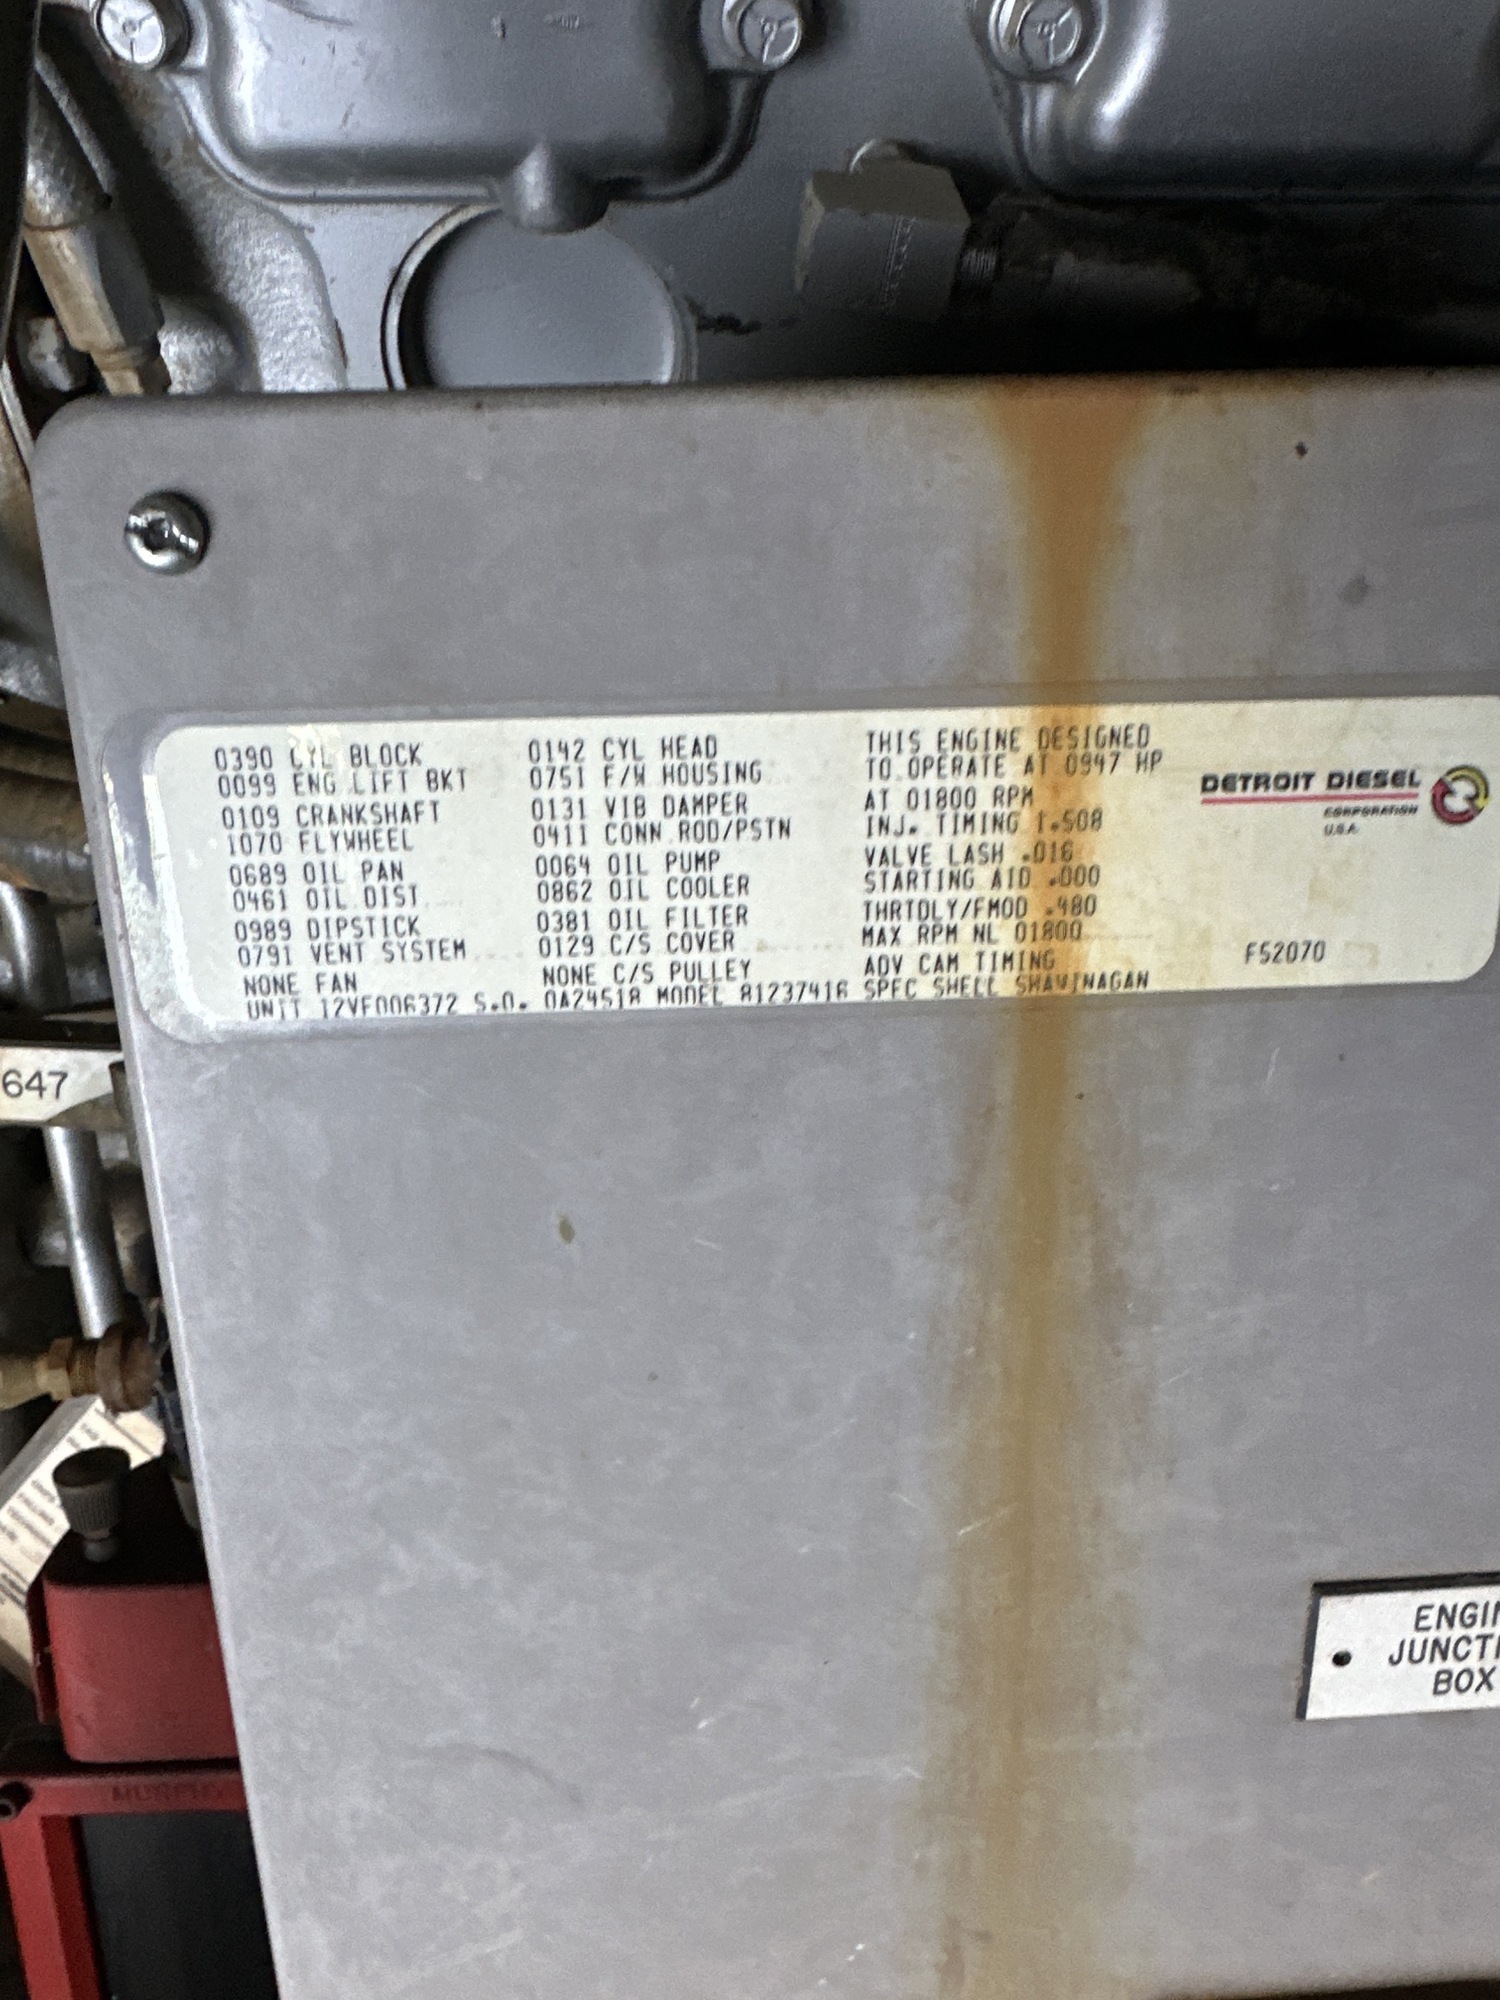 0390 CYL BLOCK
0099 ENG LIFT BKT
0109 CRANKSHAFT
1070 FLYWHEEL
0689 OIL PAN
0461 OIL DIST
0989 DIPSTICK
0791 VENT SYSTEM
NONE FAN
0142 CYL HEAD
0751 F/W HOUSING
0131 VIB DAMPER
0411 CONN ROD/PSTN
0064 OIL PUMP
0862 OIL COOLER
0381 OIL FILTER
0129 C/S COVER
NONE C/S PULLEY
THIS ENGINE DESIGNED
TO OPERATE AT 0947 HP
AT 01800 RPM
INJ. TIMING 1.508
VALVE LASH .016
STARTING AID .000
THRTDLY/FMOD .480
MAX RPM NL 01800
ADV CAM TIMING
UNIT 12VF006372 S.O. 0A24518 MODEL 81237416 SPEC SHELL SHAWINAGAN
DETROIT DIESEL
CORPORATION
U.S.A.
F52070
647
ENGIN
JUNCTI
BOX
MURPHY